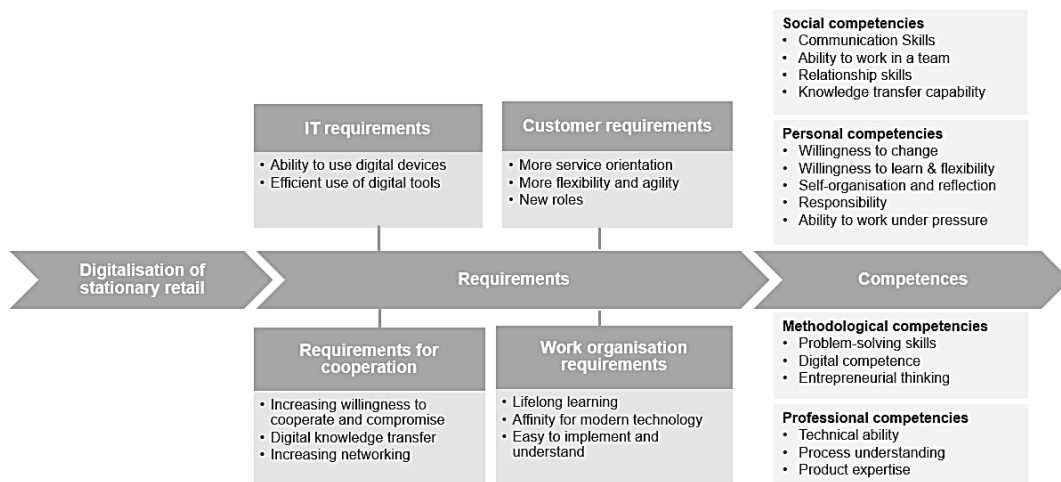 Social competencies
• Communication Skills
• Ability to work in a team
• Relationship skills
• Knowledge transfer capability
IT requirements
• Ability to use digital devices
• Efficient use of digital tools
Customer requirements
• More service orientation
• More flexibility and agility
• New roles
Personal competencies
• Willingness to change
• Willingness to learn & flexibility
• Self-organisation and reflection
• Responsibility
• Ability to work under pressure
Digitalisation of
stationary retail
Requirements
Competences
Requirements for
cooperation
• Increasing willingness to
cooperate and compromise
• Digital knowledge transfer
• Increasing networking
Work organisation
requirements
• Lifelong learning
• Affinity for modern technology
• Easy to implement and
understand
Methodological competencies
• Problem-solving skills
• Digital competence
• Entrepreneurial thinking
Professional competencies
• Technical ability
• Process understanding
• Product expertise